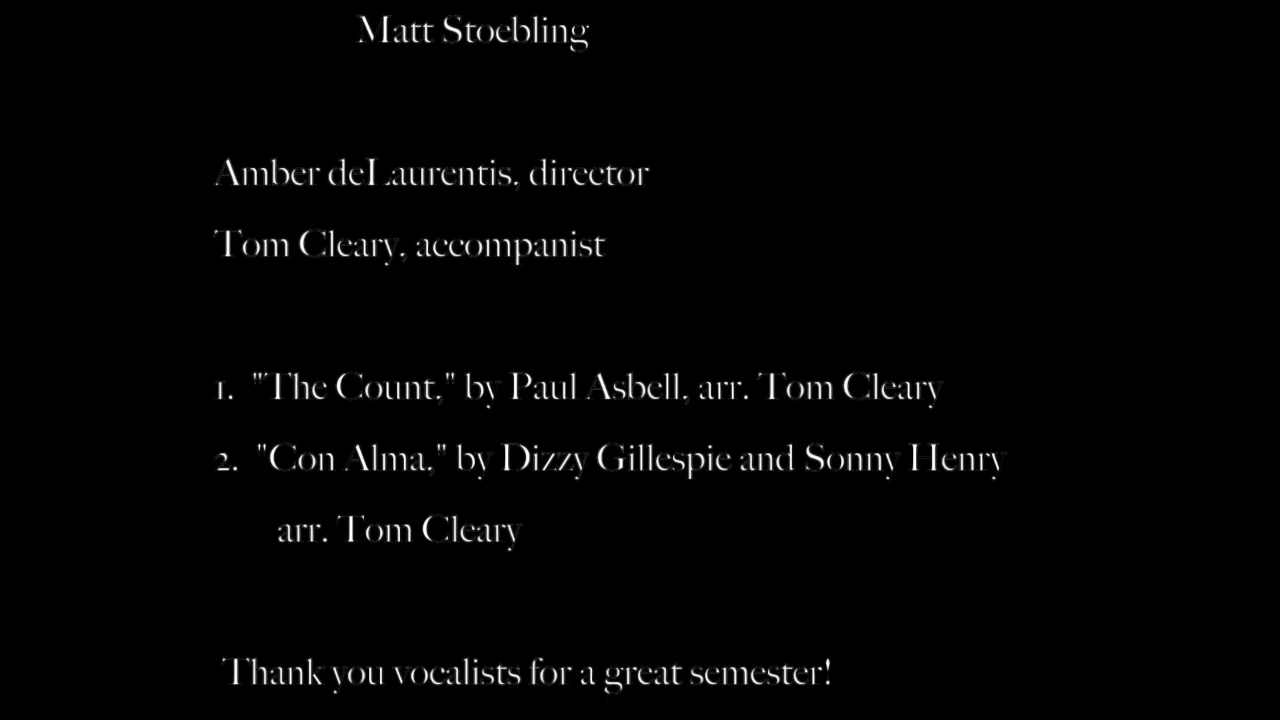 Matt Stoebling
Amber deLaurentis, director
Tom Cleary, accompanist
1. "The Count," by Paul Asbell, arr. Tom Cleary
2. "Con Alma," by Dizzy Gillespie and Sonny Henry
arr. Tom Cleary
Thank you vocalists for a great semester!